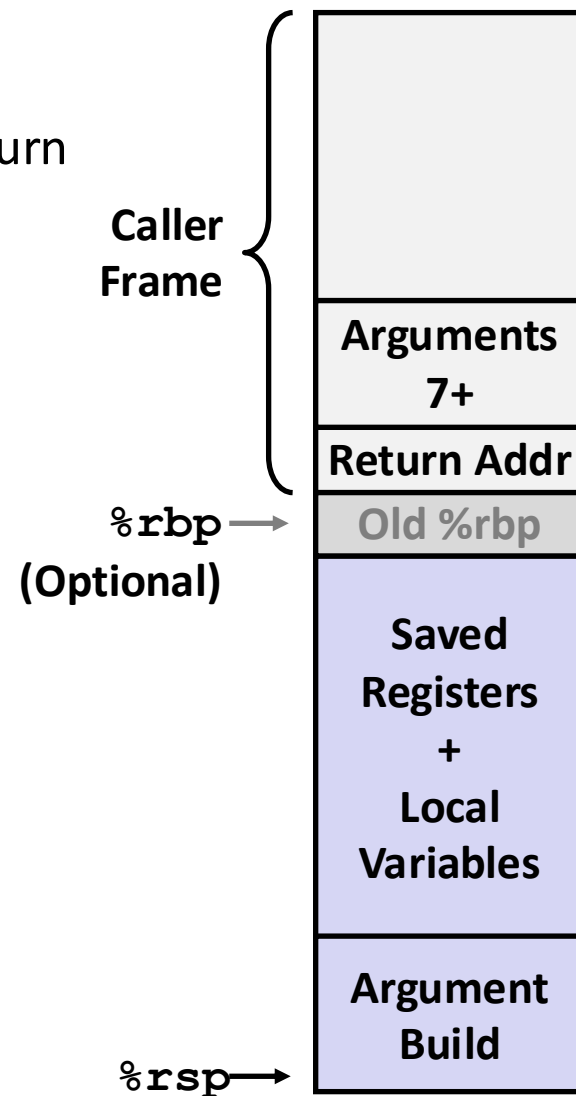 urn
Caller
Frame
Arguments
7+
Return Addr
%rbp
(Optional)
Old %rbp
Saved
Registers
+
Local
Variables
Argument
Build
%rsp